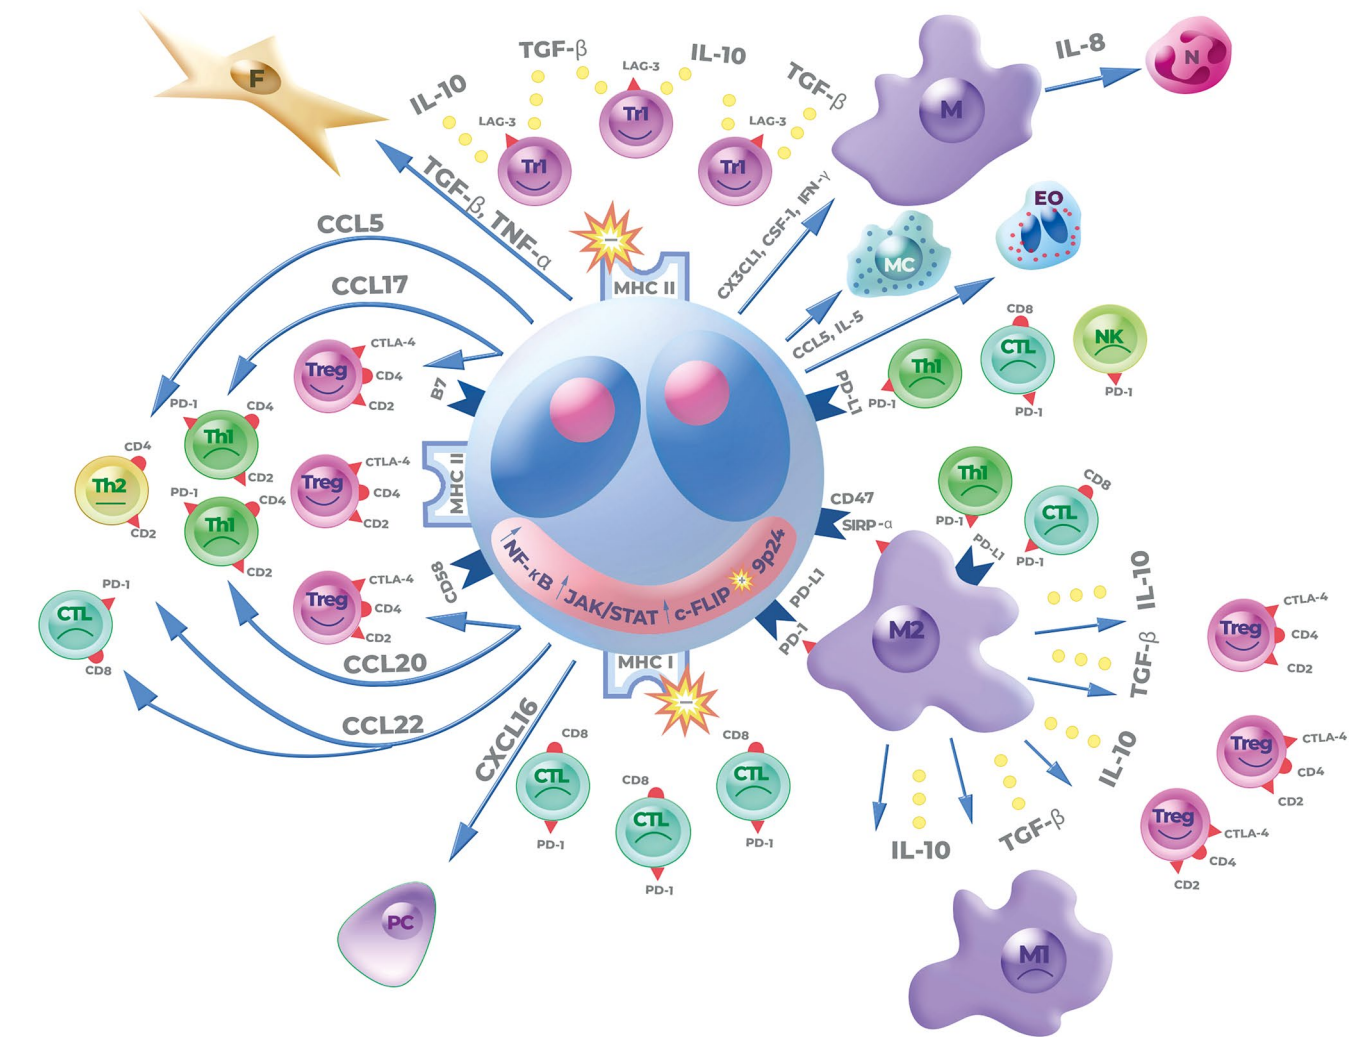 F
IL-10
TGF-β
IL-10
TGF-β
LAG-3
Tr1
LAG-3
Tr1
LAG-3
Tr1
M
IL-8
N
TGF-β, TNF-α
CX3CL1, CSF-1, IFN-γ
MC
EO
CCL5, IL-5
CCL5
CCL17
−
MHC II
Treg
CTLA-4
CD4
CD2
B7
PD-L1
Th1
PD-1
CD8
CTL
PD-1
NK
PD-1
PD-1
CD4
Th1
CD2
CD4
Th2
CD2
PD-1
CD4
Th1
CD2
Treg
CTLA-4
CD4
CD2
MHC II
CD58
Treg
CTLA-4
CD4
CD2
PD-1
CTL
CD8
↑NF-κB ↑JAK/STAT ↑c-FLIP + 9p24
CD47
SIRP-α
PD-L1
PD-1
Th1
PD-1
CD8
CTL
PD-1
PD-L1
M2
IL-10
TGF-β
IL-10
TGF-β
IL-10
Treg
CTLA-4
CD4
CD2
Treg
CTLA-4
CD4
CD2
Treg
CTLA-4
CD4
CD2
CCL20
CCL22
CXCL16
MHC I
−
CD8
CTL
PD-1
CD8
CTL
PD-1
CD8
CTL
PD-1
PC
M1